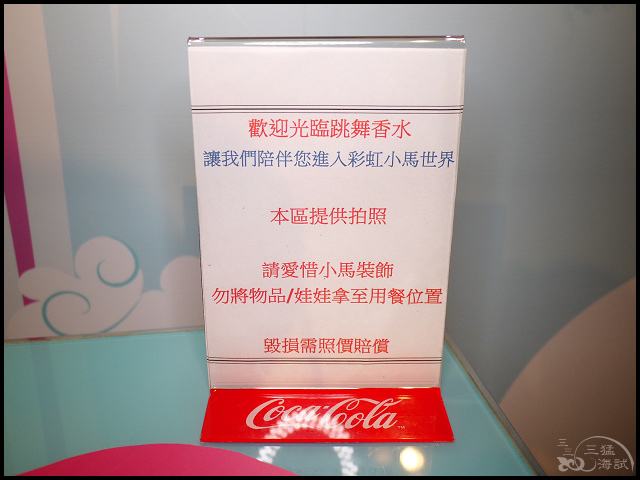 歡迎光臨跳舞香水
讓我們陪伴您進入彩虹小馬世界
本區提供拍照
請愛惜小馬裝飾
勿將物品/娃娃拿至用餐位置
毀損需照價賠償
Coca-Cola
三猛
海試